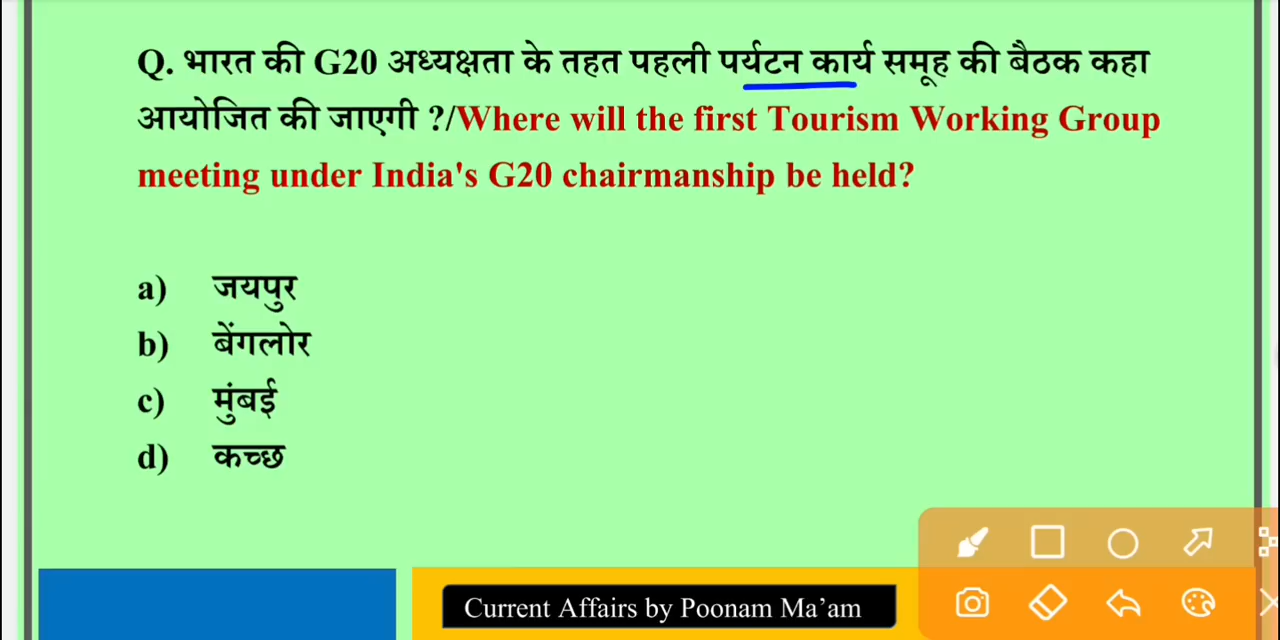 Q. भारत की G20 अध्यक्षता के तहत पहली पर्यटन कार्य समूह की बैठक कहा
आयोजित की जाएगी ?/Where will the first Tourism Working Group
meeting under India's G20 chairmanship be held?
a) जयपुर
b) बेंगलोर
c) मुंबई
d) कच्छ
Current Affairs by Poonam Ma’am